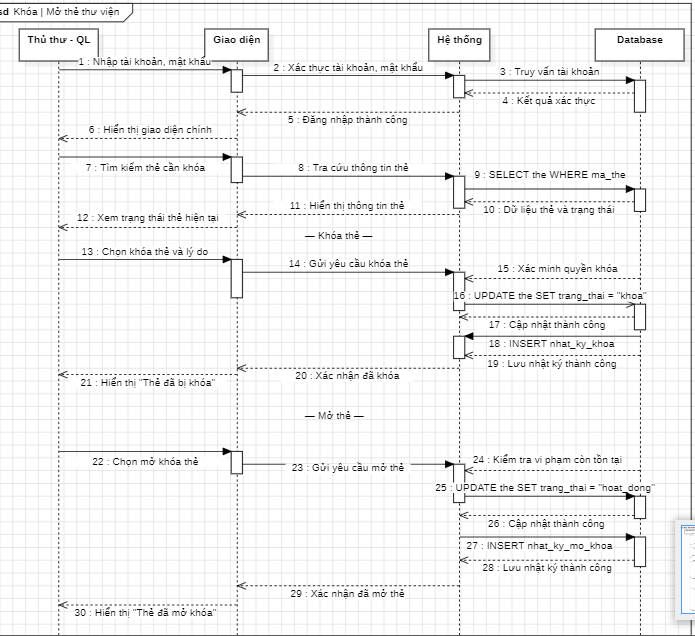 sd Khóa | Mở thẻ thư viện
Thủ thư - QL
Giao diện
Hệ thống
Database
1 : Nhập tài khoản, mật khẩu
2 : Xác thực tài khoản, mật khẩu
3 : Truy vấn tài khoản
4 : Kết quả xác thực
5 : Đăng nhập thành công
6 : Hiển thị giao diện chính
7 : Tìm kiếm thẻ cần khóa
8 : Tra cứu thông tin thẻ
9 : SELECT the WHERE ma_the
10 : Dữ liệu thẻ và trạng thái
11 : Hiển thị thông tin thẻ
12 : Xem trạng thái thẻ hiện tại
— Khóa thẻ —
13 : Chọn khóa thẻ và lý do
14 : Gửi yêu cầu khóa thẻ
15 : Xác minh quyền khóa
16 : UPDATE the SET trang_thai = "khoa"
17 : Cập nhật thành công
18 : INSERT nhat_ky_khoa
19 : Lưu nhật ký thành công
20 : Xác nhận đã khóa
21 : Hiển thị "Thẻ đã bị khóa"
— Mở thẻ —
22 : Chọn mở khóa thẻ
23 : Gửi yêu cầu mở thẻ
24 : Kiểm tra vi phạm còn tồn tại
25 : UPDATE the SET trang_thai = "hoat_dong"
26 : Cập nhật thành công
27 : INSERT nhat_ky_mo_khoa
28 : Lưu nhật ký thành công
29 : Xác nhận đã mở thẻ
30 : Hiển thị "Thẻ đã mở khóa"